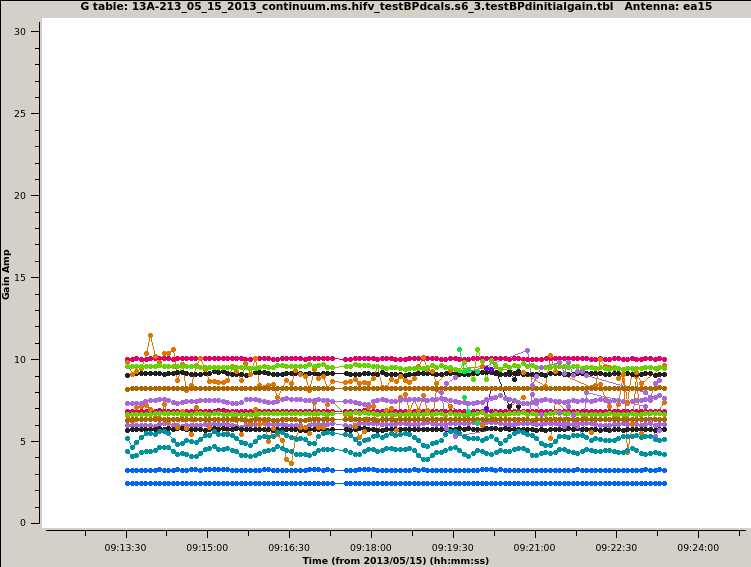 G table: 13A-213_05_15_2013_continuum.ms.hifv_testBPdcals.s6_3.testBPdinitialgain.tbl Antenna: ea15
30
25
20
15
10
5
0
Gain Amp
09:13:30 09:15:00 09:16:30 09:18:00 09:19:30 09:21:00 09:22:30 09:24:00
Time (from 2013/05/15) (hh:mm:ss)